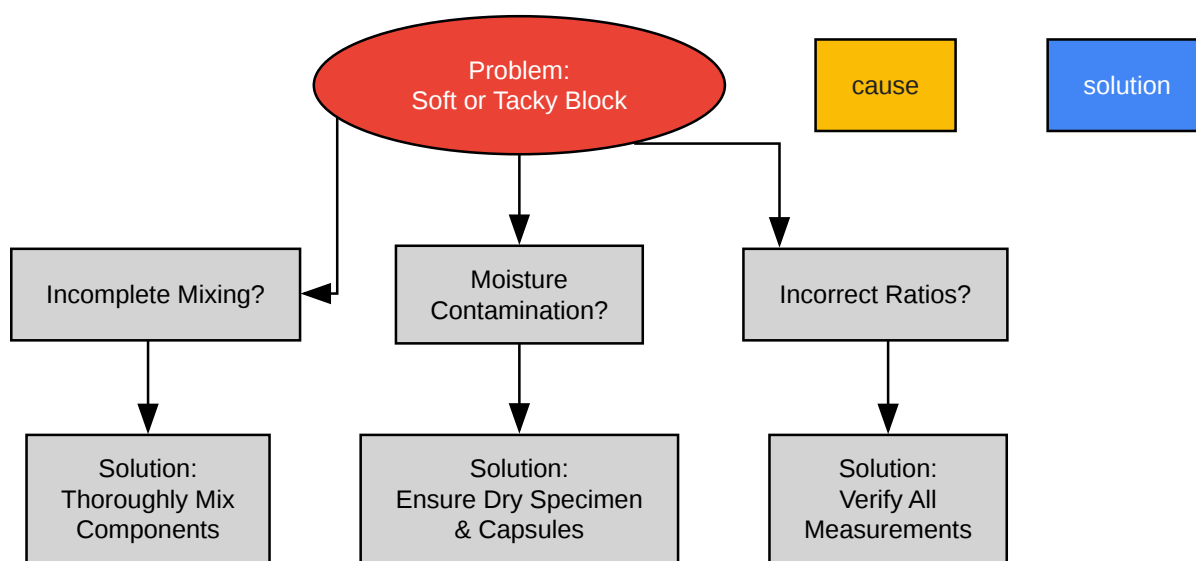 Problem:
Soft or Tacky Block
cause
solution
Incomplete Mixing?
Moisture
Contamination?
Incorrect Ratios?
Solution:
Thoroughly Mix
Components
Solution:
Ensure Dry Specimen
& Capsules
Solution:
Verify All
Measurements